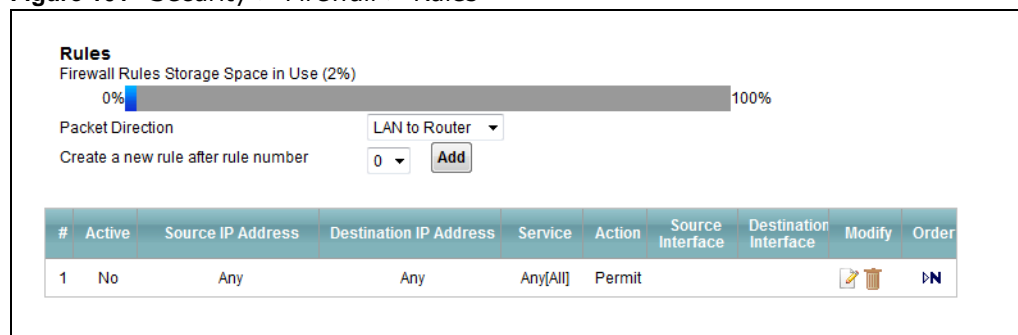 Rules
Firewall Rules Storage Space in Use (2%)
0% 100%
Packet Direction LAN to Router
Create a new rule after rule number 0 Add
# Active Source IP Address Destination IP Address Service Action Source Interface Destination Interface Modify Order
1 No Any Any Any[All] Permit N